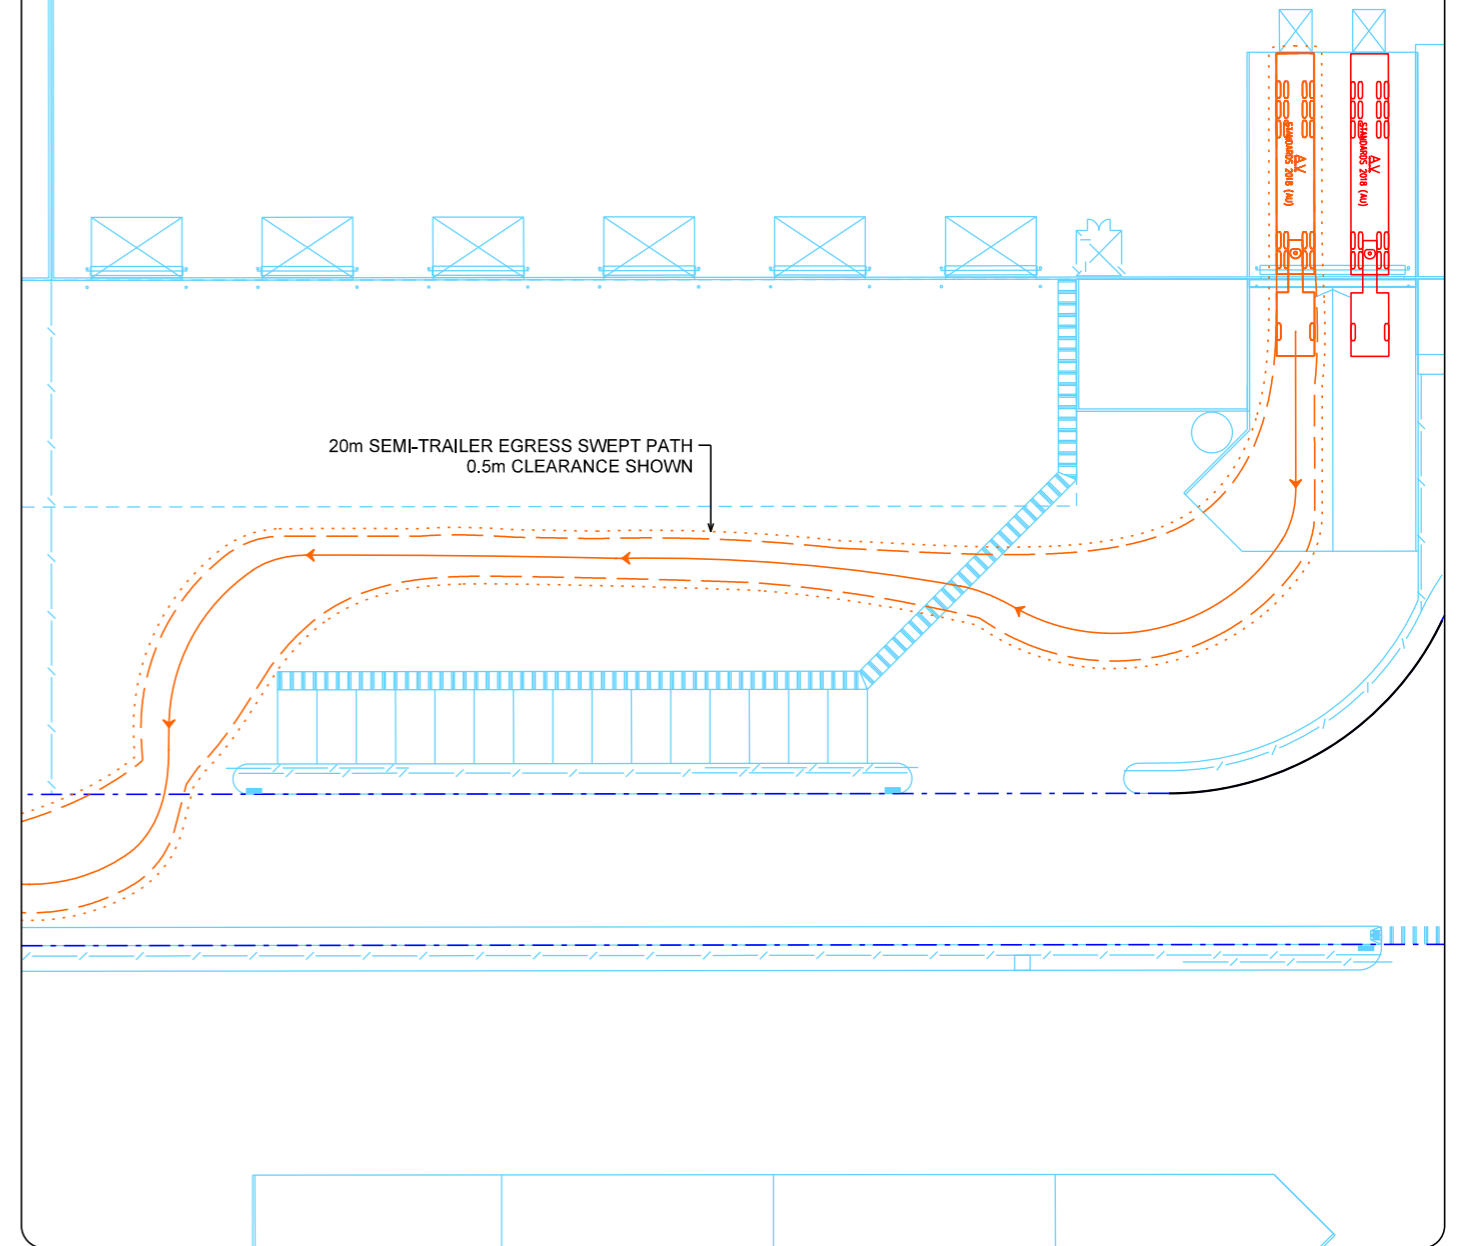 AV
STANDARDS 2018 (AU)
AV
STANDARDS 2018 (AU)
20m SEMI-TRAILER EGRESS SWEPT PATH
0.5m CLEARANCE SHOWN